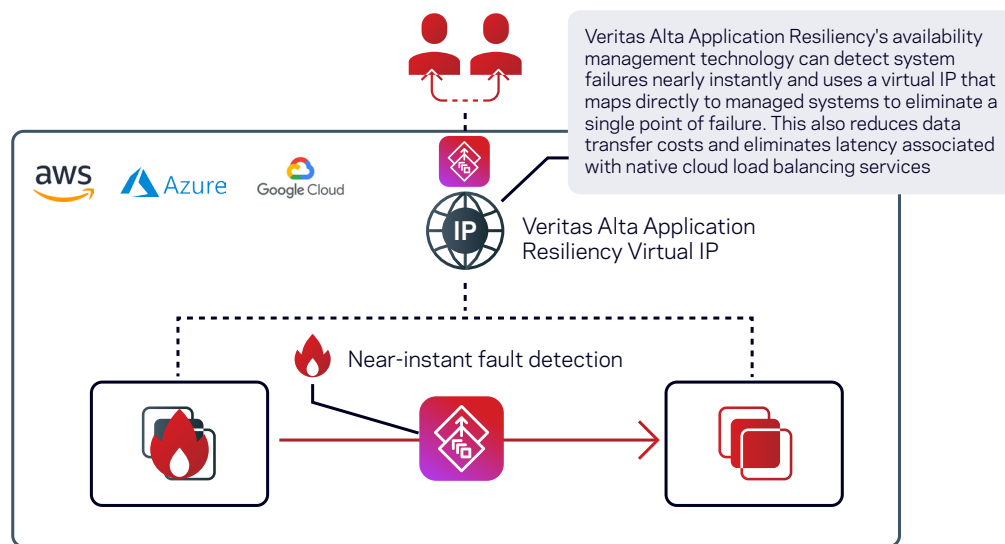 Veritas Alta Application Resiliency's availability
management technology can detect system
failures nearly instantly and uses a virtual IP that
maps directly to managed systems to eliminate a
single point of failure. This also reduces data
transfer costs and eliminates latency associated
with native cloud load balancing services
aws
Azure
Google Cloud
IP
Veritas Alta Application
Resiliency Virtual IP
Near-instant fault detection